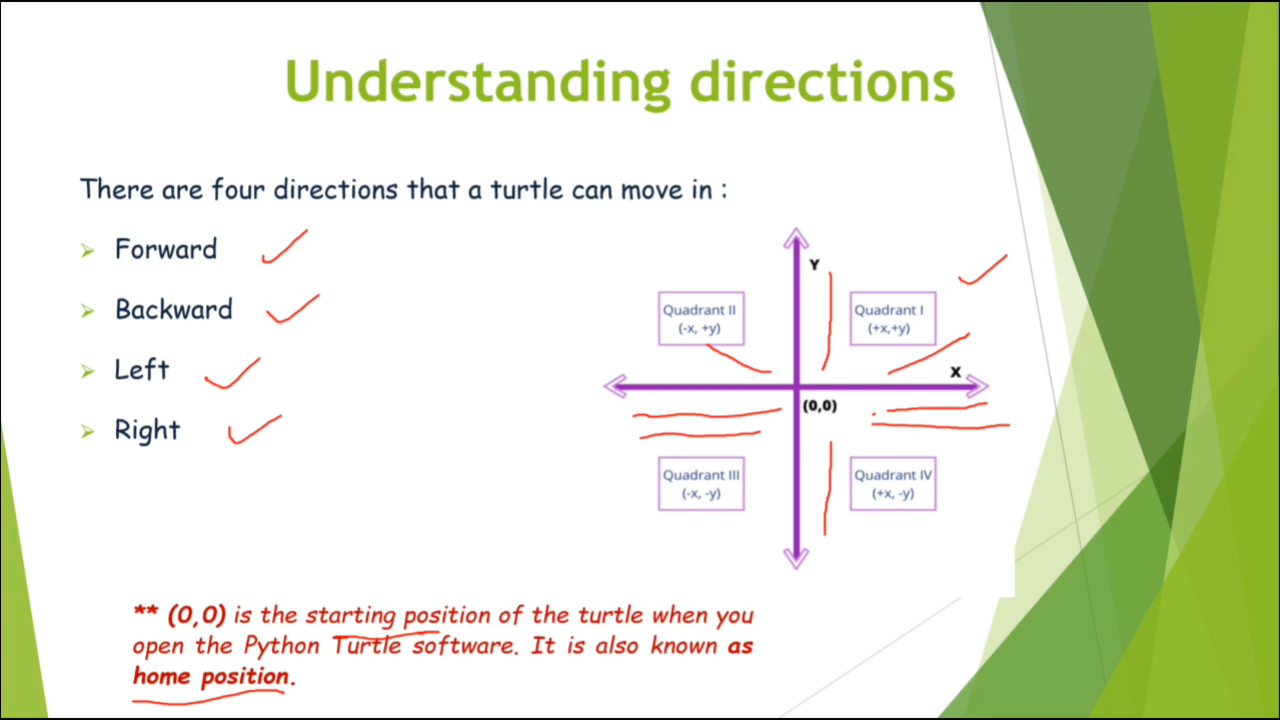 Understanding directions
There are four directions that a turtle can move in :
Forward
Backward
Left
Right
Y
Quadrant II
(-x, +y)
Quadrant I
(+x,+y)
X
(0,0)
Quadrant III
(-x, -y)
Quadrant IV
(+x, -y)
** (0,0) is the starting position of the turtle when you
open the Python Turtle software. It is also known as
home position.